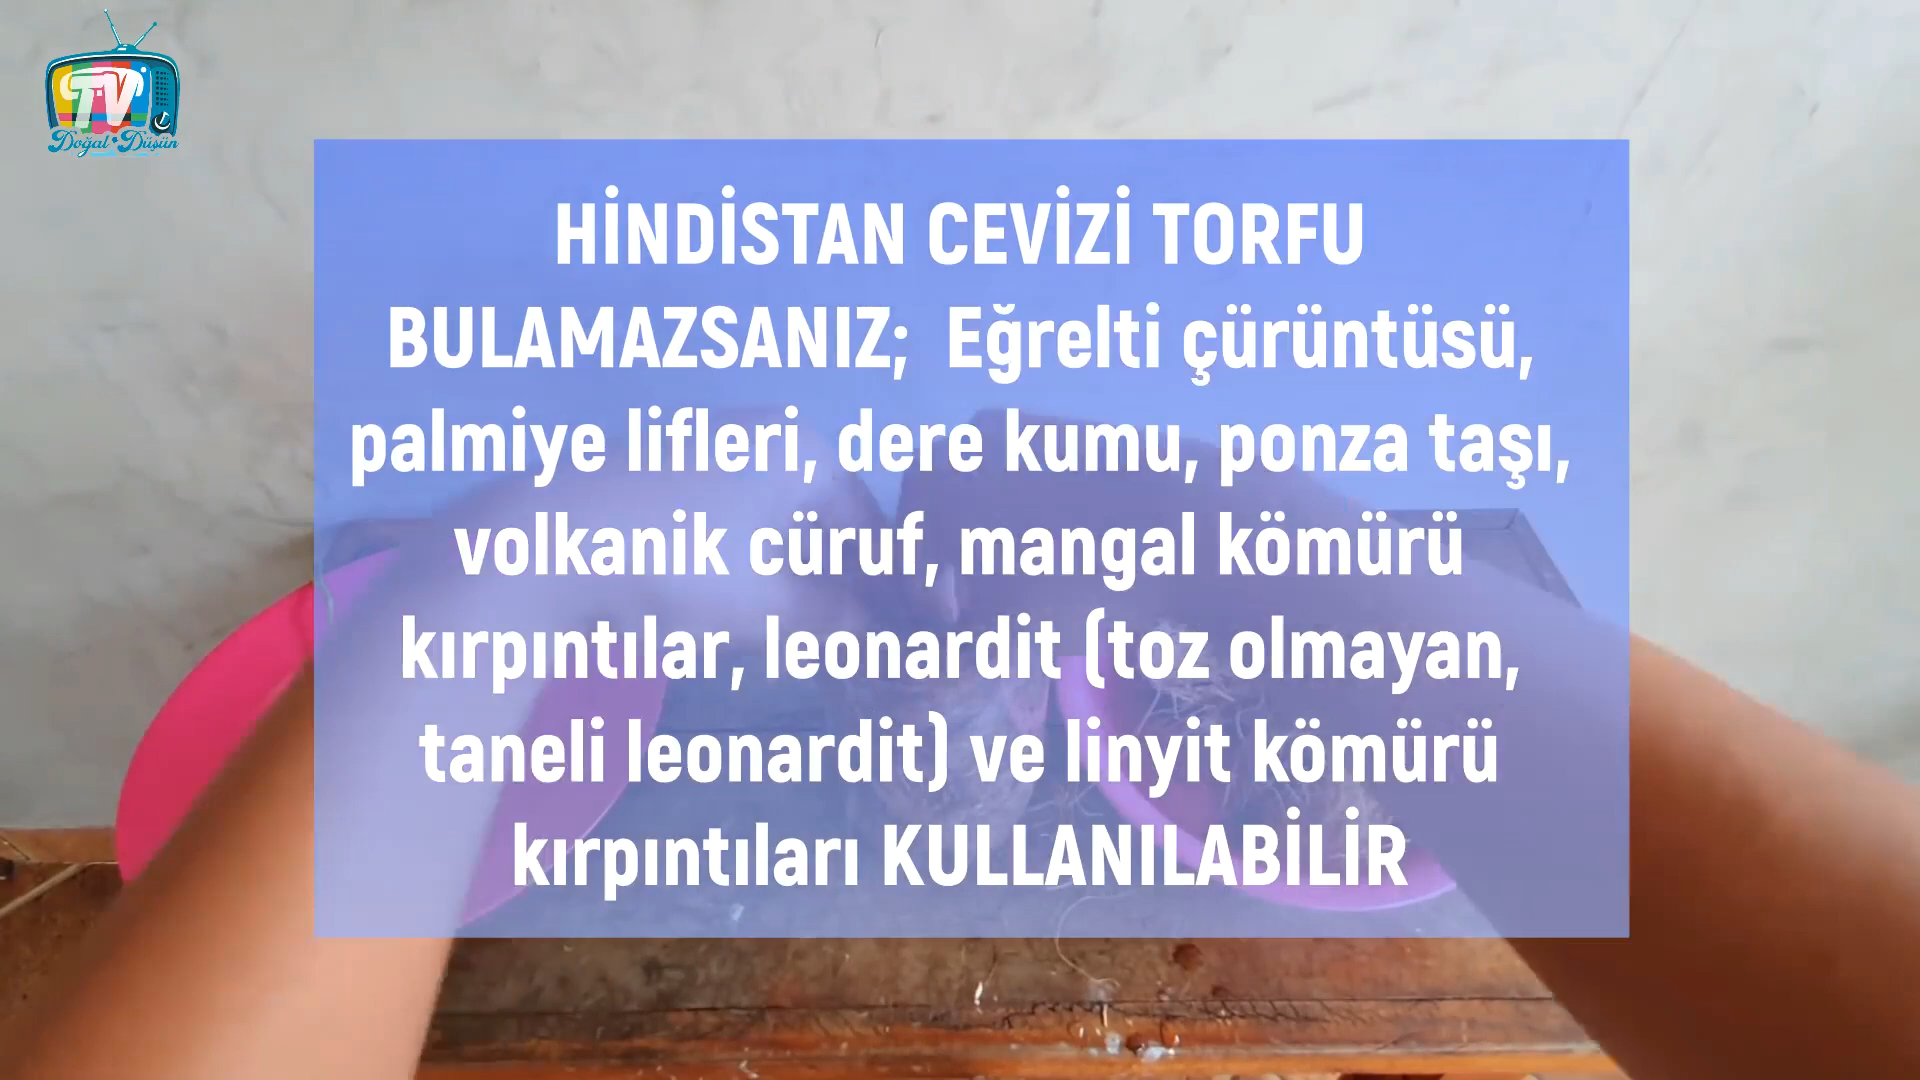 TV
Doğal Düşün
HİNDİSTAN CEVİZİ TORFU
BULAMAZSANIZ; Eğrelti çürüntüsü,
palmiye lifleri, dere kumu, ponza taşı,
volkanik cüruf, mangal kömürü
kırpıntılar, leonardit (toz olmayan,
taneli leonardit) ve linyit kömürü
kırpıntıları KULLANILABİLİR